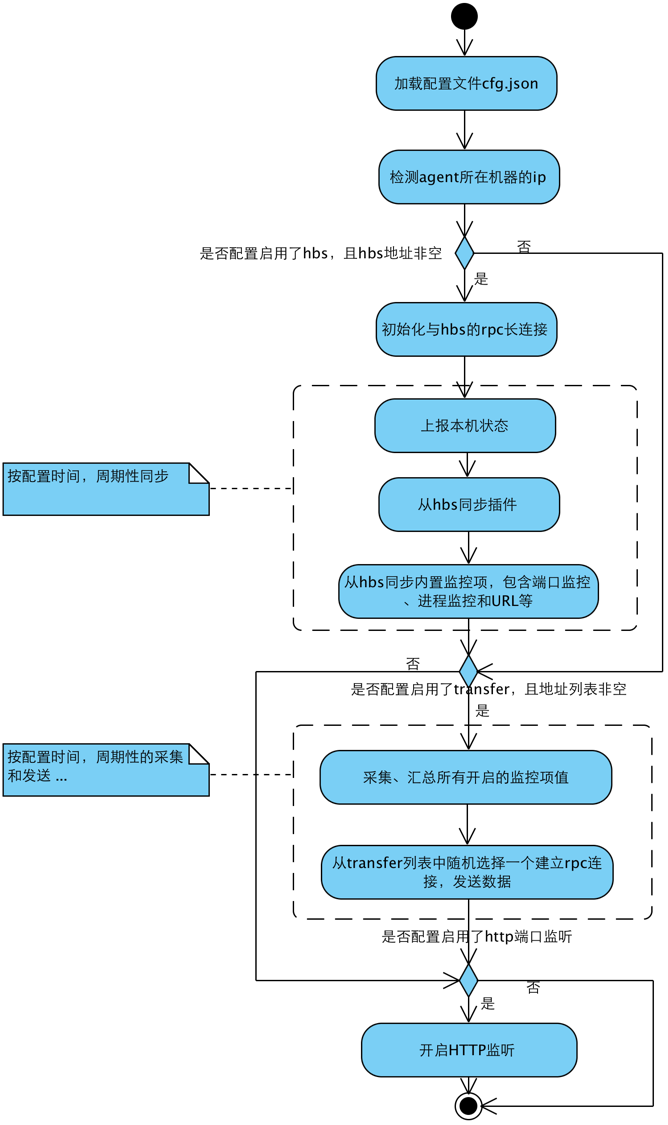 加载配置文件cfg.json
检测agent所在机器的ip
是否配置启用了hbs，且hbs地址非空
否
是
初始化与hbs的rpc长连接
上报本机状态
按配置时间，周期性同步
从hbs同步插件
从hbs同步内置监控项，包含端口监控
、进程监控和URL等
否
是否配置启用了transfer，且地址列表非空
是
按配置时间，周期性的采集
和发送 ...
采集、汇总所有开启的监控项值
从transfer列表中随机选择一个建立rpc连
接，发送数据
是否配置启用了http端口监听
否
是
开启HTTP监听